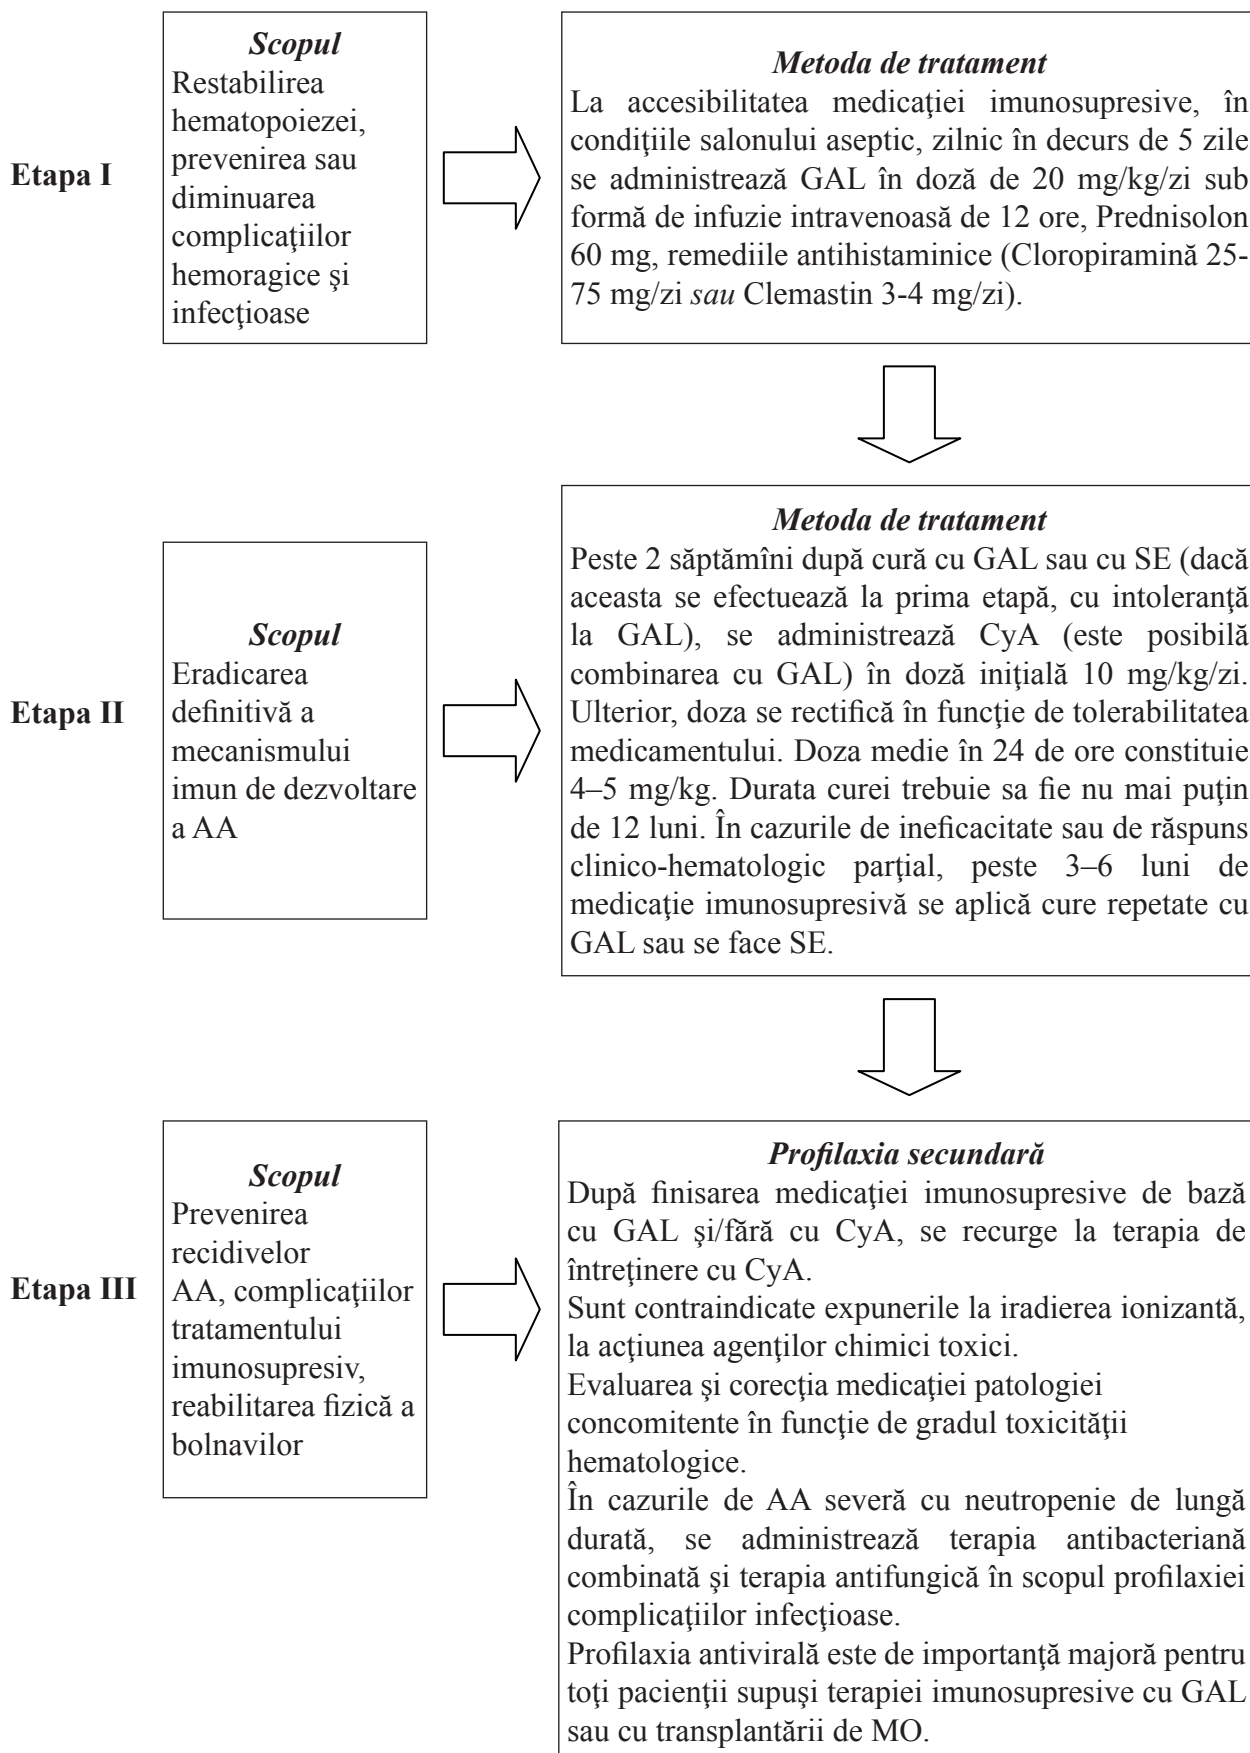 Etapa I
Scopul
Restabilirea
hematopoiezei,
prevenirea sau
diminuarea
complicaţiilor
hemoragice şi
infecţioase
Metoda de tratament
La accesibilitatea medicaţiei imunosupresive, în
condiţiile salonului aseptic, zilnic în decurs de 5 zile
se administrează GAL în doză de 20 mg/kg/zi sub
formă de infuzie intravenoasă de 12 ore, Prednisolon
60 mg, remediile antihistaminice (Cloropiramină 25-
75 mg/zi sau Clemastin 3-4 mg/zi).
Etapa II
Scopul
Eradicarea
definitivă a
mecanismului
imun de dezvoltare
a AA
Metoda de tratament
Peste 2 săptămîni după cură cu GAL sau cu SE (dacă
aceasta se efectuează la prima etapă, cu intoleranţă
la GAL), se administrează CyA (este posibilă
combinarea cu GAL) în doză iniţială 10 mg/kg/zi.
Ulterior, doza se rectifică în funcţie de tolerabilitatea
medicamentului. Doza medie în 24 de ore constituie
4–5 mg/kg. Durata curei trebuie sa fie nu mai puţin
de 12 luni. În cazurile de ineficacitate sau de răspuns
clinico-hematologic parţial, peste 3–6 luni de
medicaţie imunosupresivă se aplică cure repetate cu
GAL sau se face SE.
Etapa III
Scopul
Prevenirea
recidivelor
AA, complicaţiilor
tratamentului
imunosupresiv,
reabilitarea fizică a
bolnavilor
Profilaxia secundară
După finisarea medicaţiei imunosupresive de bază
cu GAL şi/fără cu CyA, se recurge la terapia de
întreţinere cu CyA.
Sunt contraindicate expunerile la iradierea ionizantă,
la acţiunea agenţilor chimici toxici.
Evaluarea şi corecţia medicaţiei patologiei
concomitente în funcţie de gradul toxicităţii
hematologice.
În cazurile de AA severă cu neutropenie de lungă
durată, se administrează terapia antibacteriană
combinată şi terapia antifungică în scopul profilaxiei
complicaţiilor infecţioase.
Profilaxia antivirală este de importanţă majoră pentru
toţi pacienţii supuşi terapiei imunosupresive cu GAL
sau cu transplantării de MO.